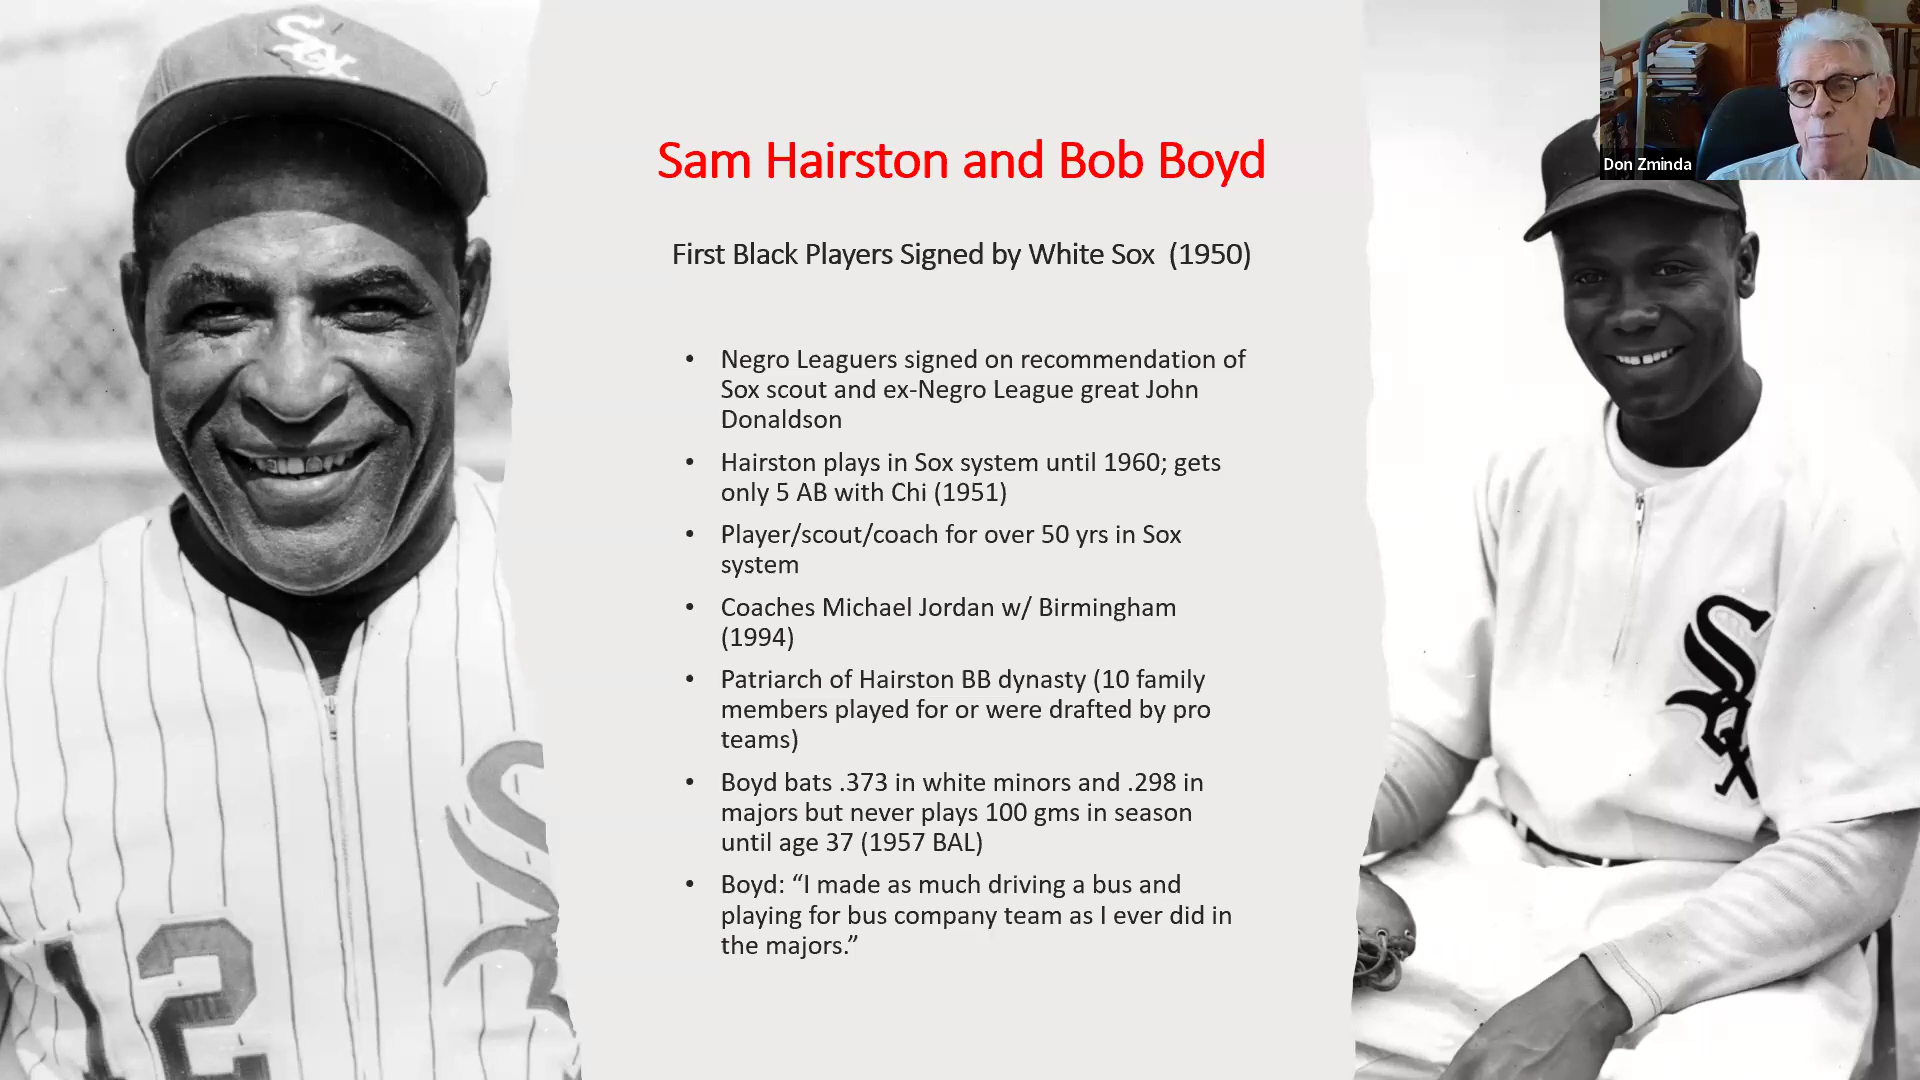 Sox
Don Zminda
Sam Hairston and Bob Boyd
First Black Players Signed by White Sox (1950)
• Negro Leaguers signed on recommendation of
Sox scout and ex-Negro League great John
Donaldson
• Hairston plays in Sox system until 1960; gets
only 5 AB with Chi (1951)
• Player/scout/coach for over 50 yrs in Sox
system
• Coaches Michael Jordan w/ Birmingham
(1994)
• Patriarch of Hairston BB dynasty (10 family
members played for or were drafted by pro
teams)
• Boyd bats .373 in white minors and .298 in
majors but never plays 100 gms in season
until age 37 (1957 BAL)
• Boyd: “I made as much driving a bus and
playing for bus company team as I ever did in
the majors.”
Sox
12